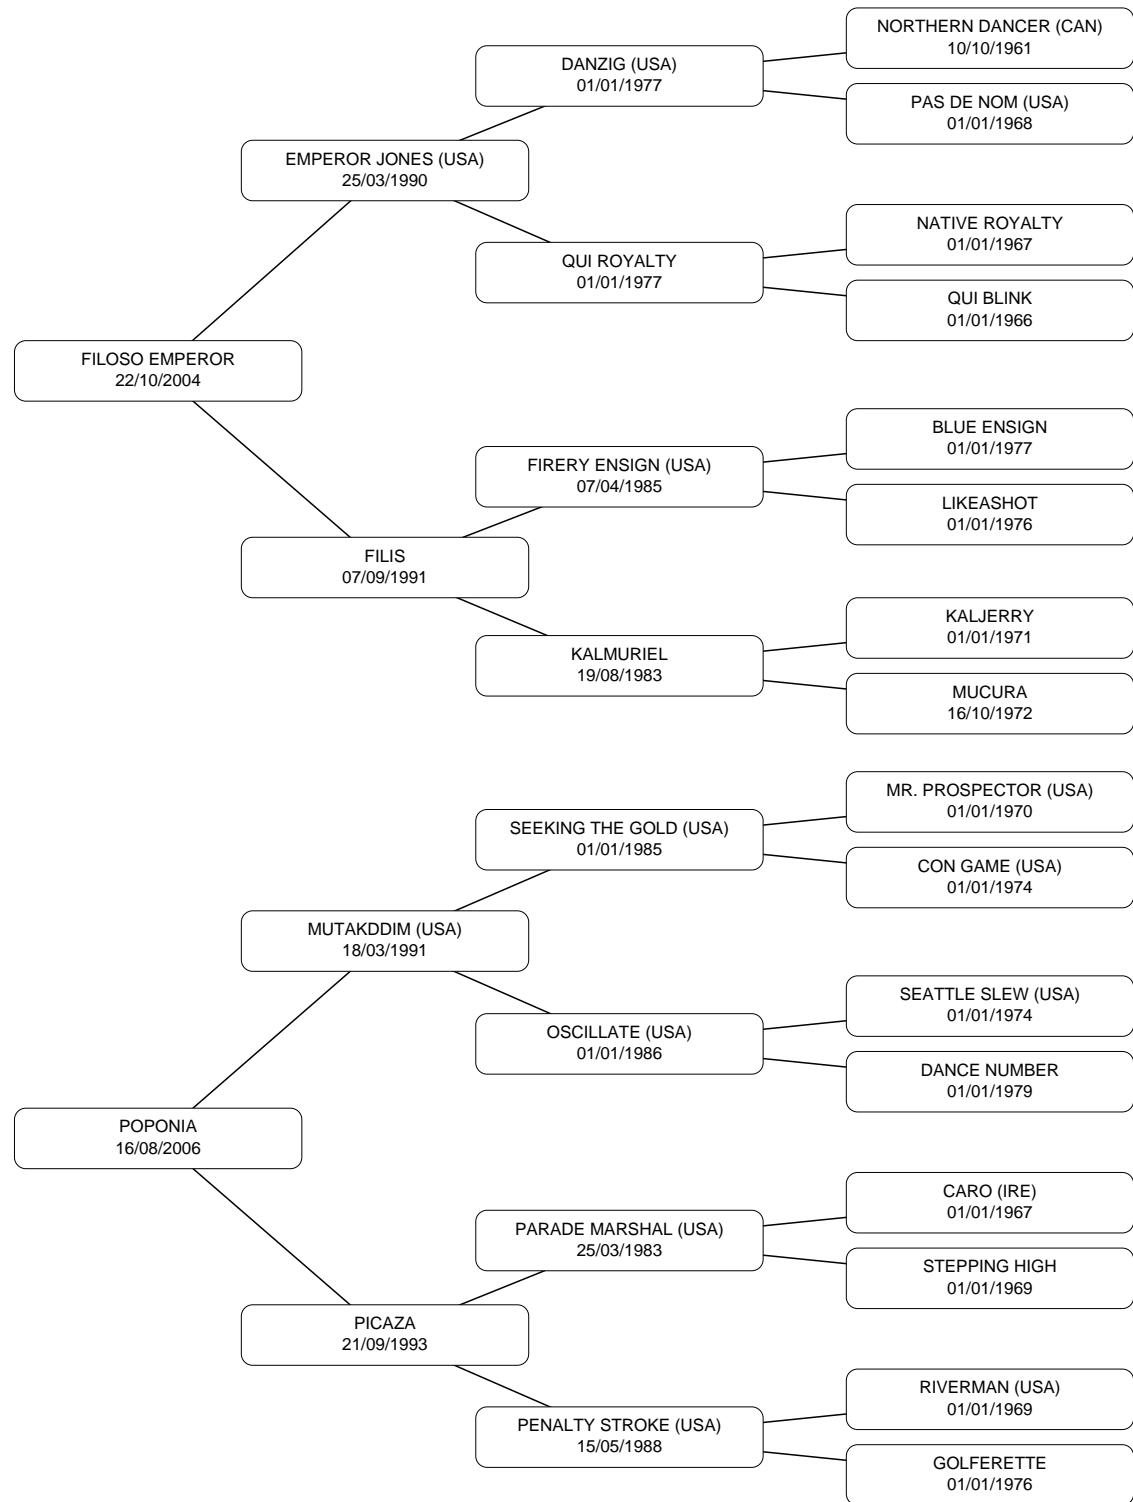 NORTHERN DANCER (CAN)
10/10/1961
DANZIG (USA)
01/01/1977
PAS DE NOM (USA)
01/01/1968
EMPEROR JONES (USA)
25/03/1990
NATIVE ROYALTY
01/01/1967
QUI ROYALTY
01/01/1977
QUI BLINK
01/01/1966
FILOSO EMPEROR
22/10/2004
BLUE ENSIGN
01/01/1977
FIRERY ENSIGN (USA)
07/04/1985
LIKEASHOT
01/01/1976
FILIS
07/09/1991
KALJERRY
01/01/1971
KALMURIEL
19/08/1983
MUCURA
16/10/1972
MR. PROSPECTOR (USA)
01/01/1970
SEEKING THE GOLD (USA)
01/01/1985
CON GAME (USA)
01/01/1974
MUTAKDDIM (USA)
18/03/1991
SEATTLE SLEW (USA)
01/01/1974
OSCILLATE (USA)
01/01/1986
DANCE NUMBER
01/01/1979
POPONIA
16/08/2006
CARO (IRE)
01/01/1967
PARADE MARSHAL (USA)
25/03/1983
STEPPING HIGH
01/01/1969
PICAZA
21/09/1993
RIVERMAN (USA)
01/01/1969
PENALTY STROKE (USA)
15/05/1988
GOLFERETTE
01/01/1976